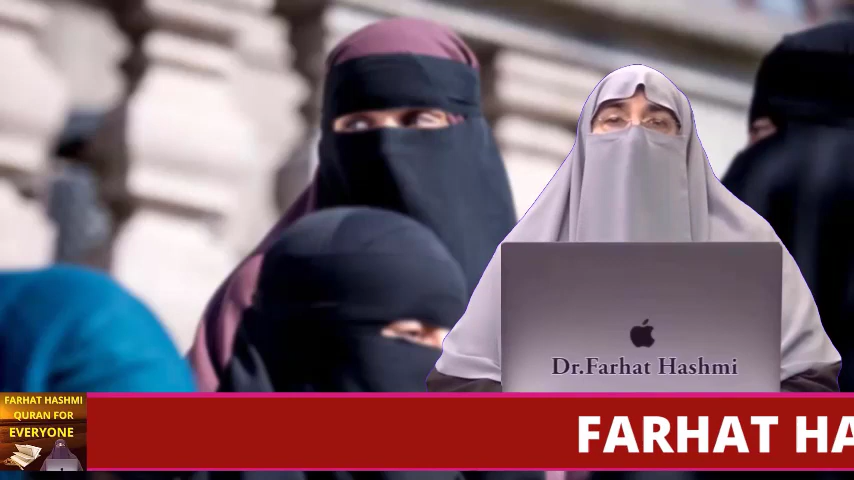 Dr.Farhat Hashmi
FARHAT HASHMI
QURAN FOR
EVERYONE
FARHAT HA